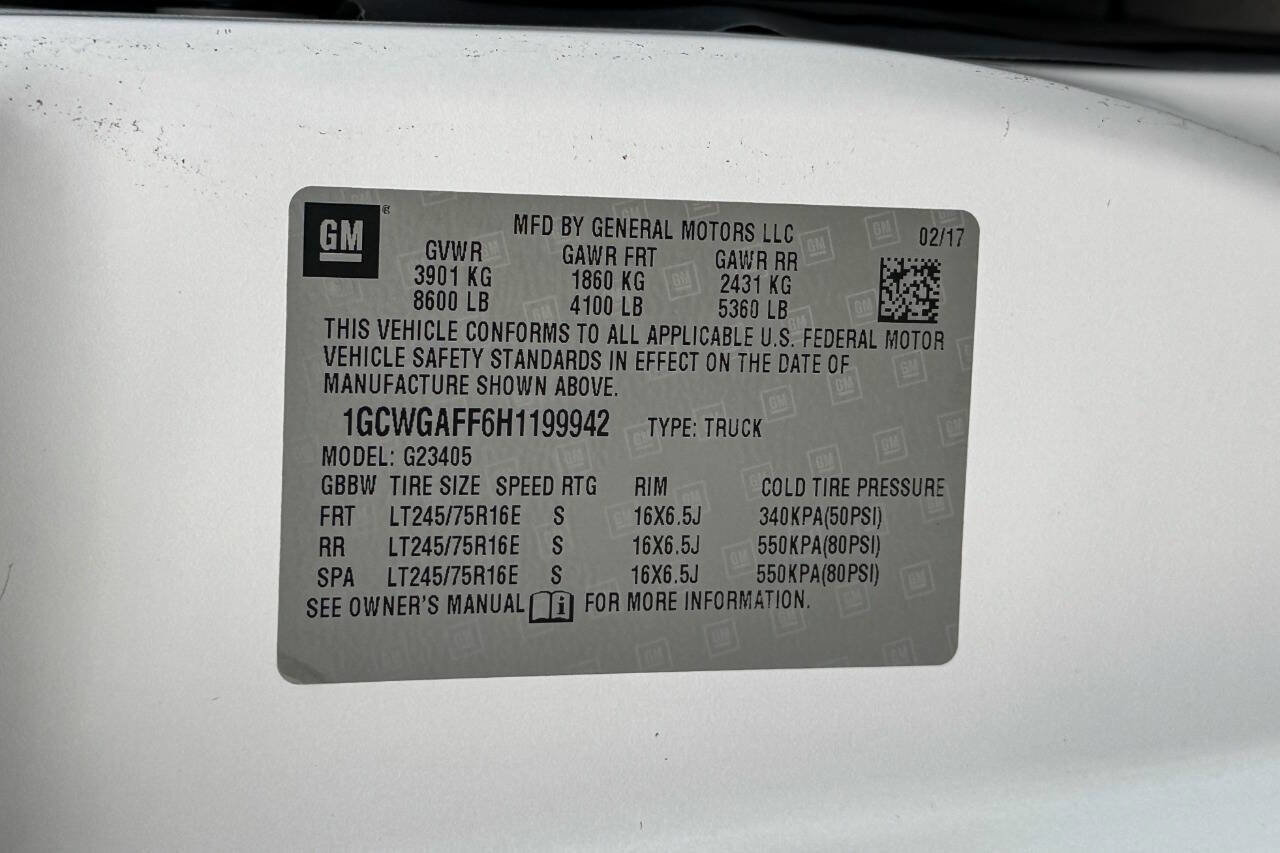 GM
MFD BY GENERAL MOTORS LLC 02/17
GVWR GAWR FRT GAWR RR
3901 KG 1860 KG 2431 KG
8600 LB 4100 LB 5360 LB
THIS VEHICLE CONFORMS TO ALL APPLICABLE U.S. FEDERAL MOTOR
VEHICLE SAFETY STANDARDS IN EFFECT ON THE DATE OF
MANUFACTURE SHOWN ABOVE.
1GCWGAFF6H1199942 TYPE: TRUCK
MODEL: G23405
GBBW TIRE SIZE SPEED RTG RIM COLD TIRE PRESSURE
FRT LT245/75R16E S 16X6.5J 340KPA(50PSI)
RR LT245/75R16E S 16X6.5J 550KPA(80PSI)
SPA LT245/75R16E S 16X6.5J 550KPA(80PSI)
SEE OWNER'S MANUAL i FOR MORE INFORMATION.